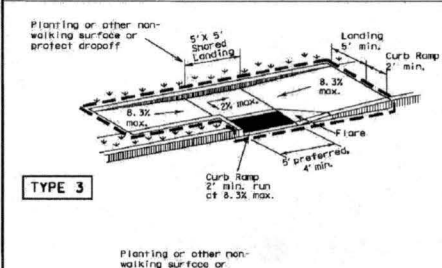 Planting or other non-
walking surface or
protect dropoff
5' X 5'
Shared
Landing
Landing
5' min.
Curb Ramp
2' min.
8.3%
max.
2% max.
8.3%
max.
Flare
5' preferred.
4' min.
Curb Ramp
2' min. run
at 8.3% max.
TYPE 3
Planting or other non-
walking surface or